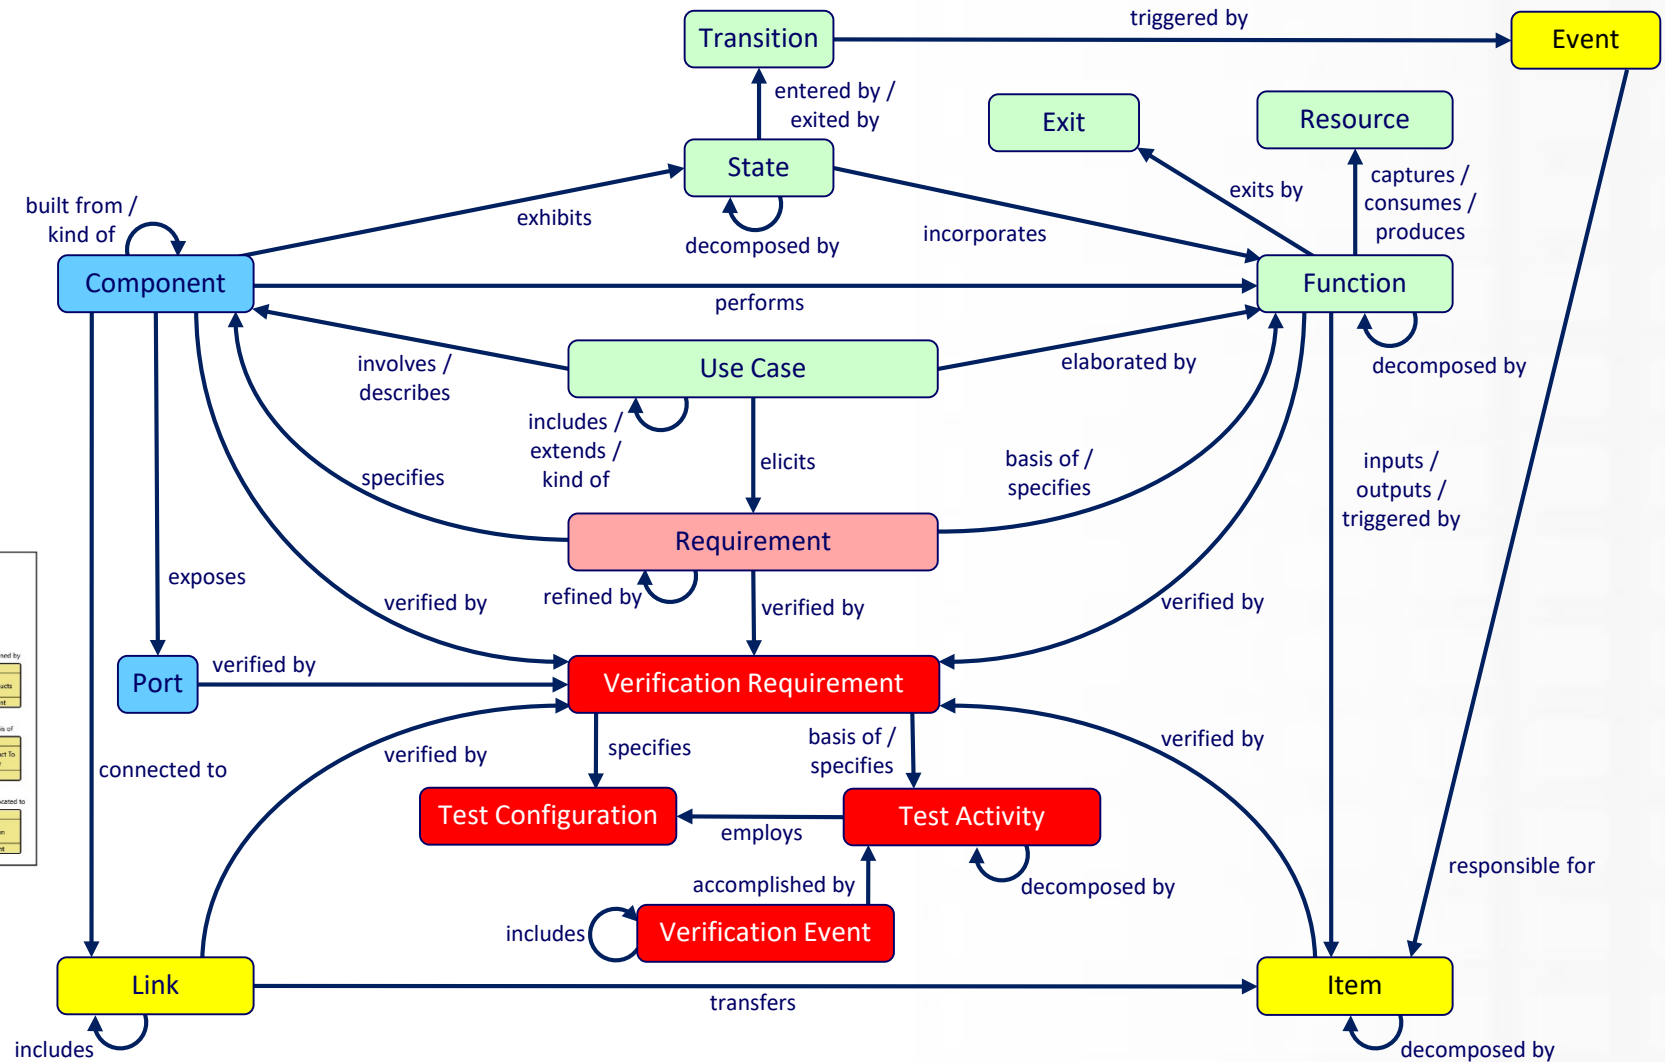 triggered by
Transition
Event
entered by /
exited by
Exit
Resource
State
built from /
kind of
exhibits
decomposed by
incorporates
exits by
captures /
consumes /
produces
Component
performs
Function
involves /
describes
Use Case
elaborated by
decomposed by
includes /
extends /
kind of
elicits
specifies
basis of /
specifies
inputs /
outputs /
triggered by
Requirement
exposes
refined by
verified by
verified by
verified by
Port
verified by
Verification Requirement
verified by
specifies
basis of /
specifies
verified by
connected to
Test Configuration
employs
Test Activity
accomplished by
decomposed by
responsible for
includes
Verification Event
Link
transfers
Item
includes
decomposed by